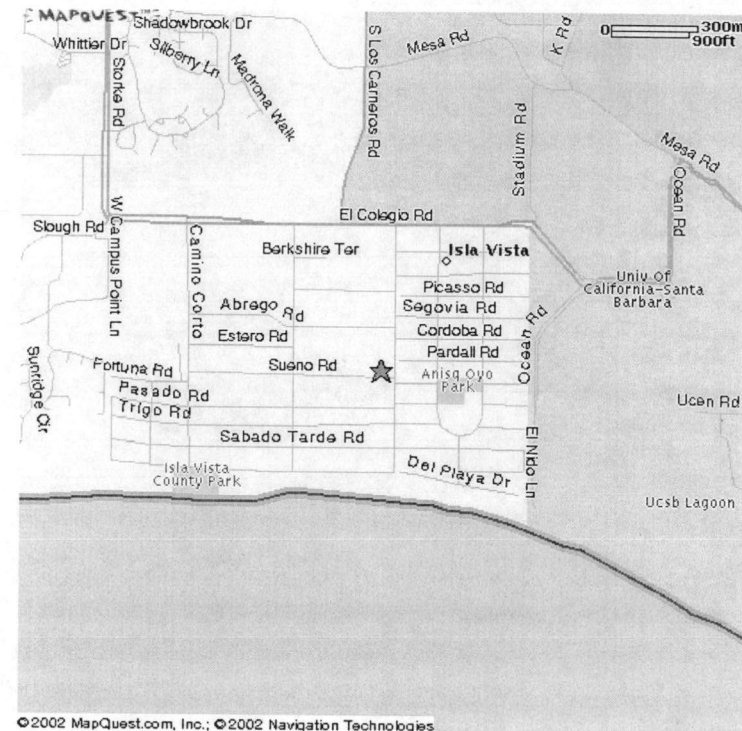 MAPQUEST
Shadowbrook Dr
0 300m
900ft
Whittier Dr
Silberry Ln
Mesa Rd
K Rd
Storke Rd
Madrona Walk
S Los Carneros Rd
Stadium Rd
Mesa Rd
Ocean Rd
El Colegio Rd
Slough Rd
W Campus Point Ln
Camino Corto
Berkshire Ter
Isla Vista
Univ Of
California-Santa
Barbara
Picasso Rd
Abrego Rd
Segovia Rd
Estero Rd
Cordoba Rd
Ocean Rd
Pardall Rd
Sunridge Cir
Fortuna Rd
Sueno Rd
Anisq Oyo
Park
Pasado Rd
Ucen Rd
Trigo Rd
Sabado Tarde Rd
El Nido Ln
Isla Vista
County Park
Del Playa Dr
Ucsb Lagoon
©2002 MapQuest.com, Inc.; ©2002 Navigation Technologies